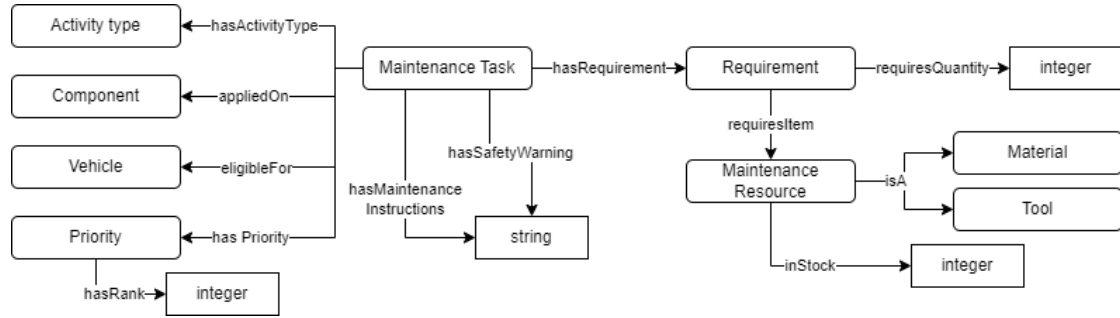 Activity type
hasActivityType
Maintenance Task
hasRequirement
Requirement
requiresQuantity
integer
Component
appliedOn
requiresItem
hasSafetyWarning
Vehicle
eligibleFor
hasMaintenance
Instructions
Maintenance
Resource
isA
Material
Tool
Priority
has Priority
string
inStock
integer
hasRank
integer